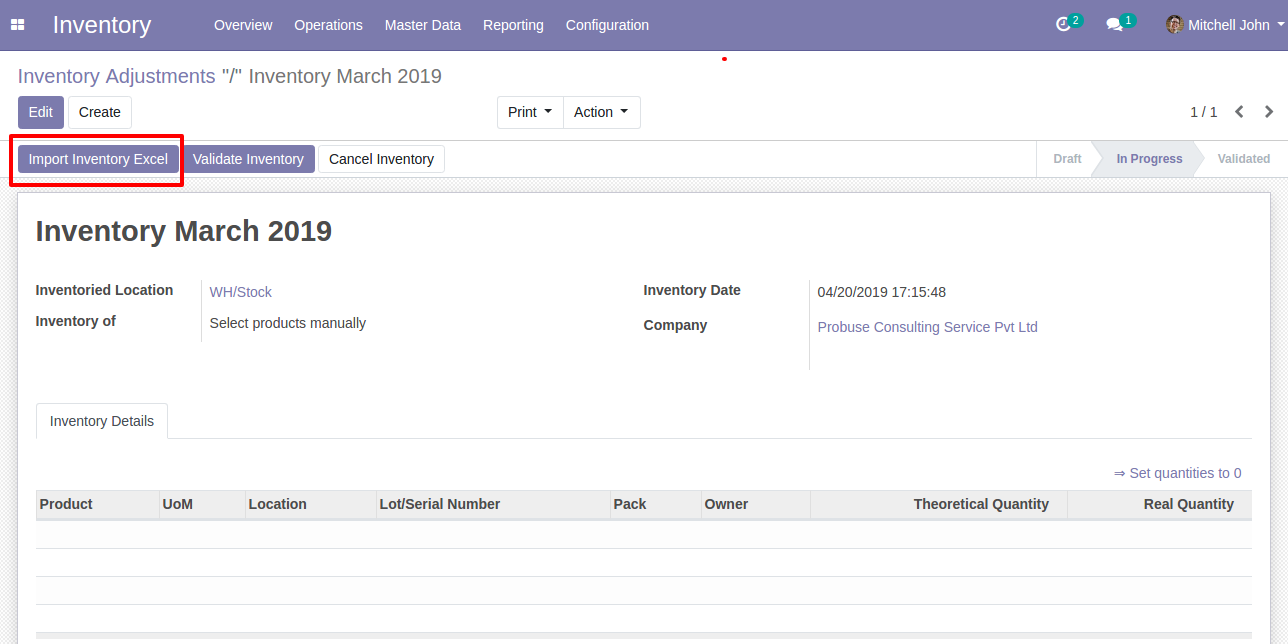 Inventory Overview Operations Master Data Reporting Configuration 2 1 Mitchell John
Inventory Adjustments "/" Inventory March 2019
Edit Create Print Action 1 / 1
Import Inventory Excel Validate Inventory Cancel Inventory Draft In Progress Validated
Inventory March 2019
Inventoried Location WH/Stock Inventory Date 04/20/2019 17:15:48
Inventory of Select products manually Company Probuse Consulting Service Pvt Ltd
Inventory Details
⇒ Set quantities to 0
Product UoM Location Lot/Serial Number Pack Owner Theoretical Quantity Real Quantity